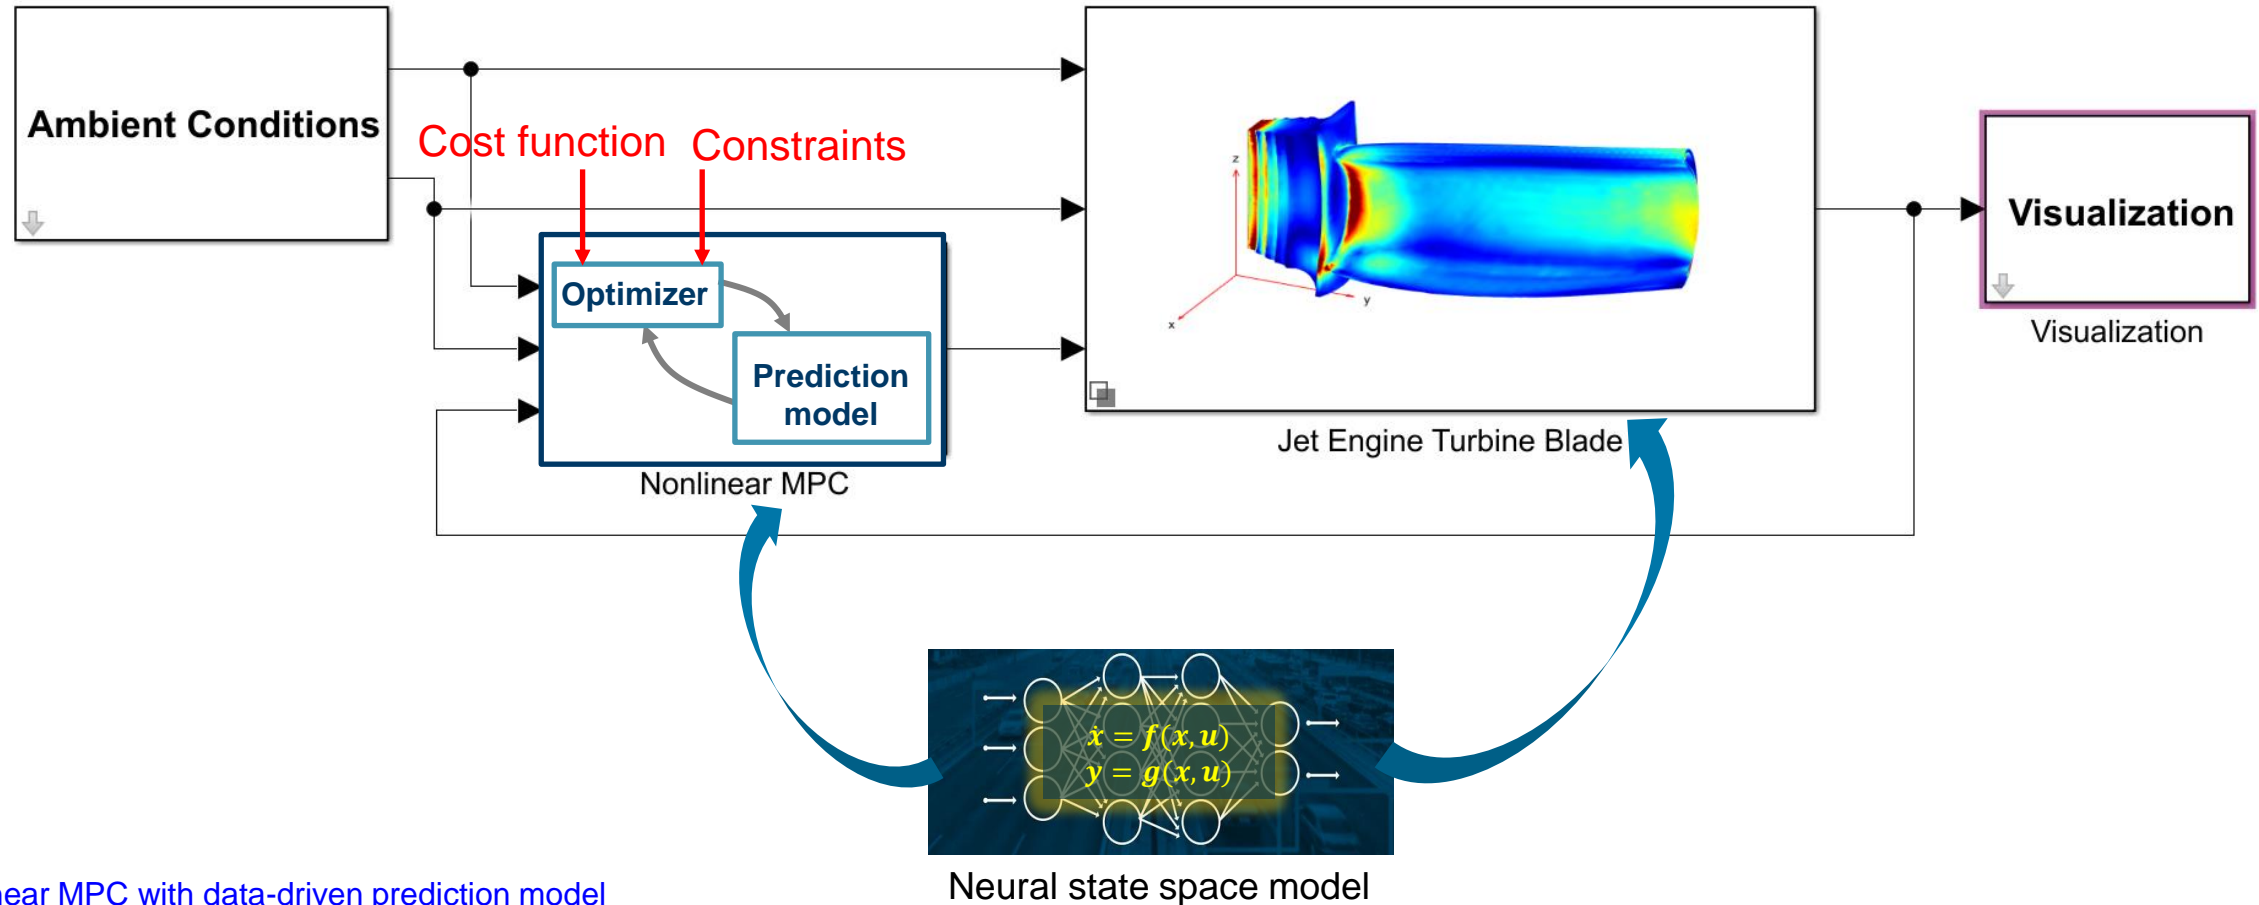 Ambient Conditions
Cost function
Constraints
Optimizer
Prediction
model
Nonlinear MPC
z
y
x
Jet Engine Turbine Blade
Visualization
Visualization
ẋ = f(x, u)
y = g(x, u)
Neural state space model
near MPC with data-driven prediction model